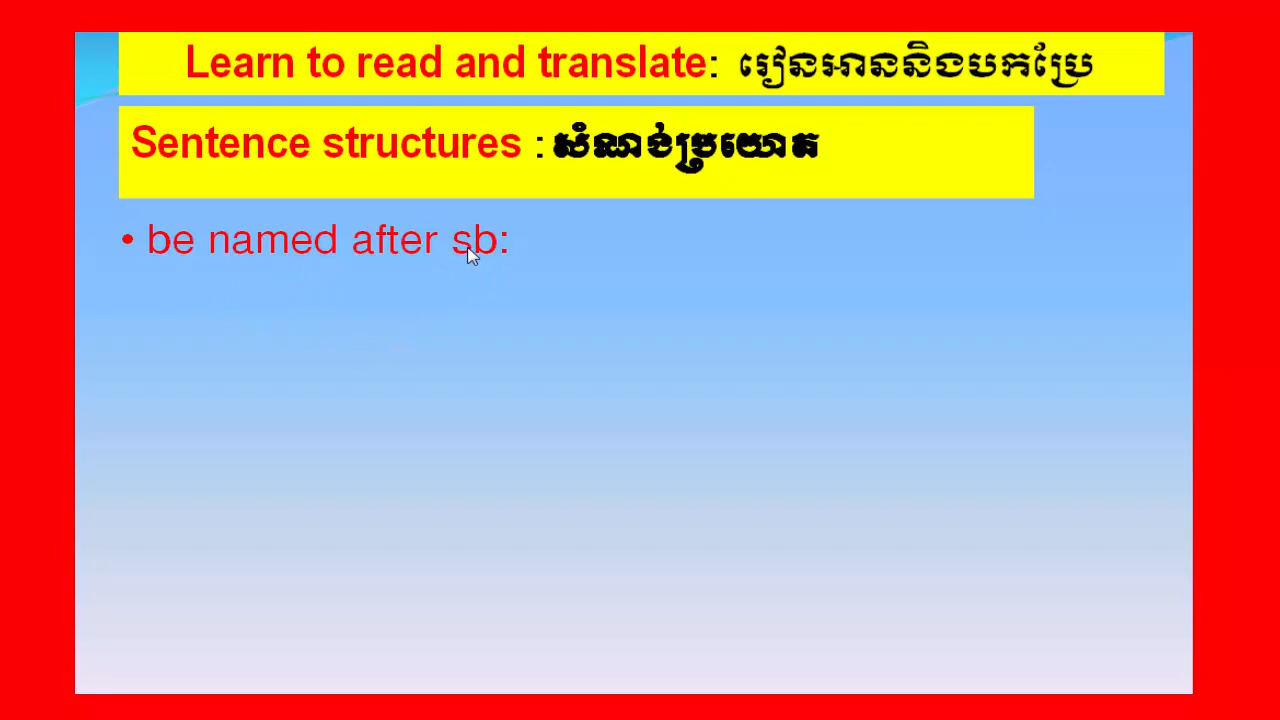 Learn to read and translate: រៀនអាននិងបកប្រែ
Sentence structures : សំណង់ប្រយោគ
• be named after sb: